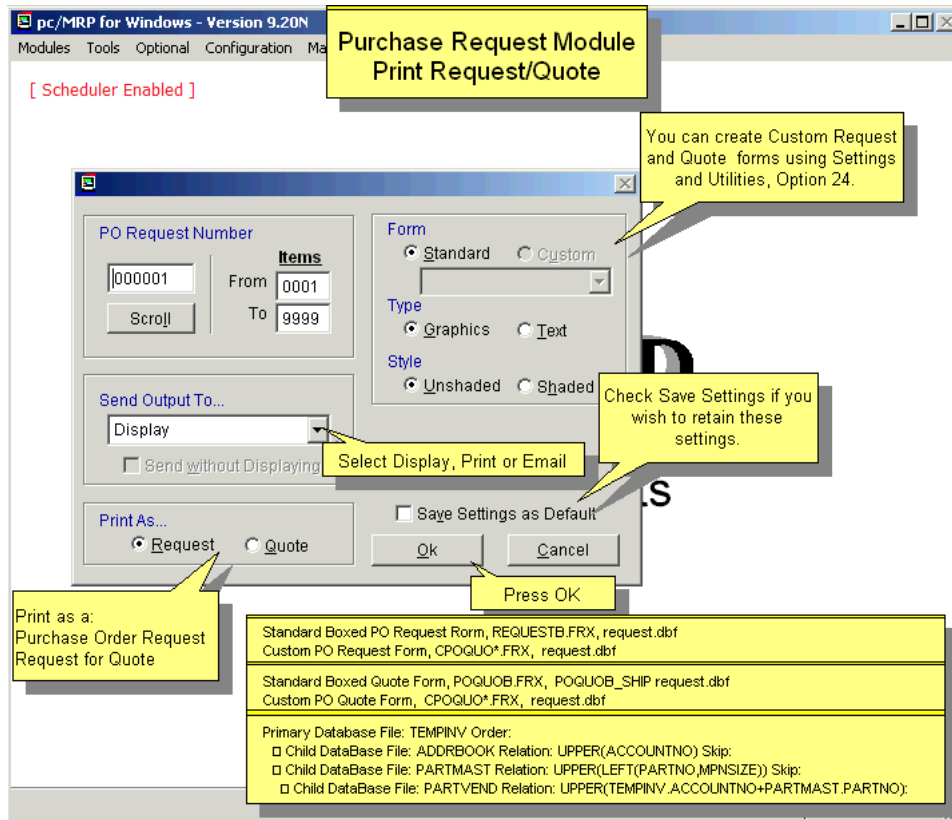 pc/MRP for Windows - Version 9.20N
Modules Tools Optional Configuration Ma
Purchase Request Module
Print Request/Quote
[ Scheduler Enabled ]
You can create Custom Request
and Quote forms using Settings
and Utilities, Option 24.
PO Request Number
000001
Scroll
Items
From 0001
To 9999
Form
Standard Custom
Type
Graphics Text
Style
Unshaded Shaded
Send Output To...
Display
Send without Displaying
Select Display, Print or Email
Check Save Settings if you
wish to retain these
settings.
Print As...
Request Quote
Save Settings as Default
Ok Cancel
Press OK
Print as a:
Purchase Order Request
Request for Quote
Standard Boxed PO Request Rorm, REQUESTB.FRX, request.dbf
Custom PO Request Form, CPOQUO*.FRX, request.dbf
Standard Boxed Quote Form, POQUOB.FRX, POQUOB_SHIP request.dbf
Custom PO Quote Form, CPOQUO*.FRX, request.dbf
Primary Database File: TEMPINV Order:
Child DataBase File: ADDRBOOK Relation: UPPER(ACCOUNTNO) Skip:
Child DataBase File: PARTMAST Relation: UPPER(LEFT(PARTNO,MPNSIZE)) Skip:
Child DataBase File: PARTVEND Relation: UPPER(TEMPINV.ACCOUNTNO+PARTMAST.PARTNO):